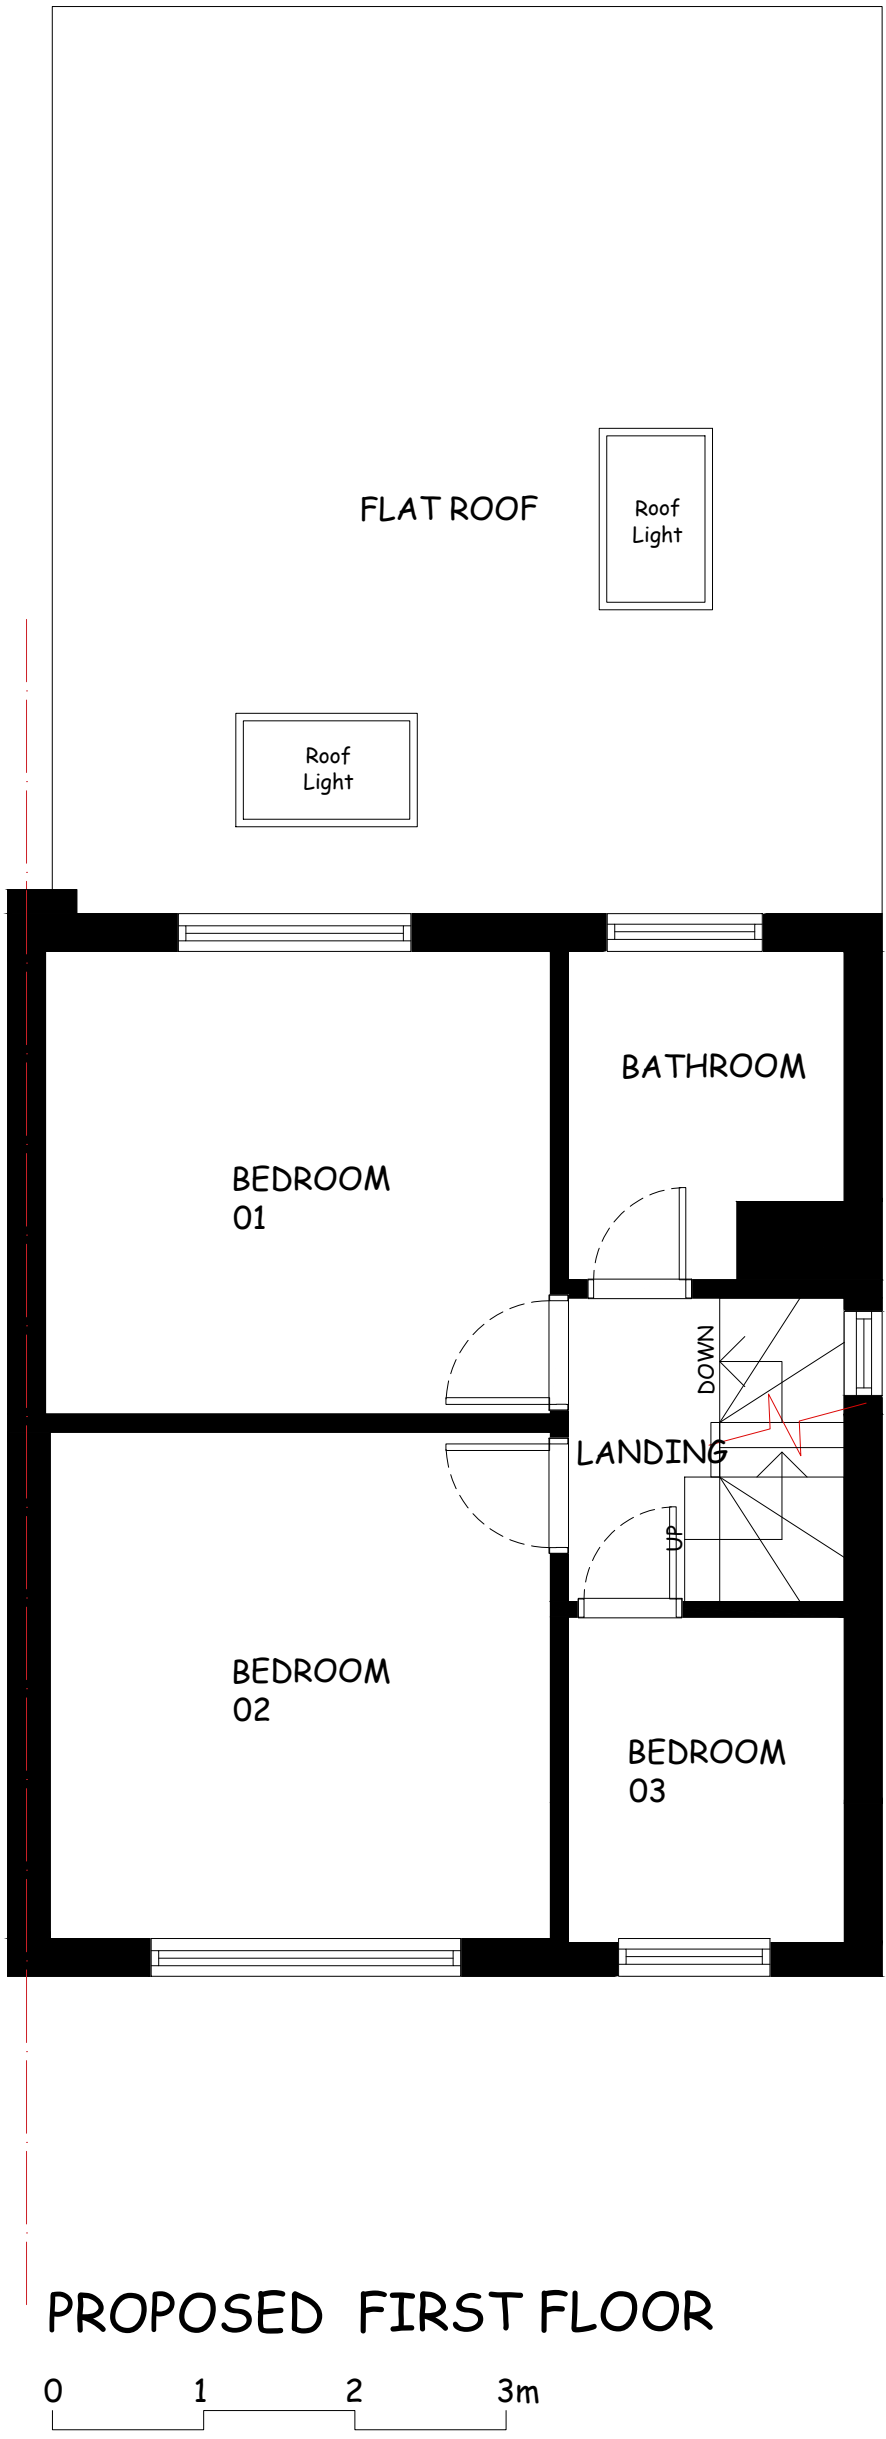 FLAT ROOF
Roof
Light
Roof
Light
BATHROOM
BEDROOM
01
DOWN
LANDING
UP
BEDROOM
02
BEDROOM
03
PROPOSED FIRST FLOOR
0 1 2 3m